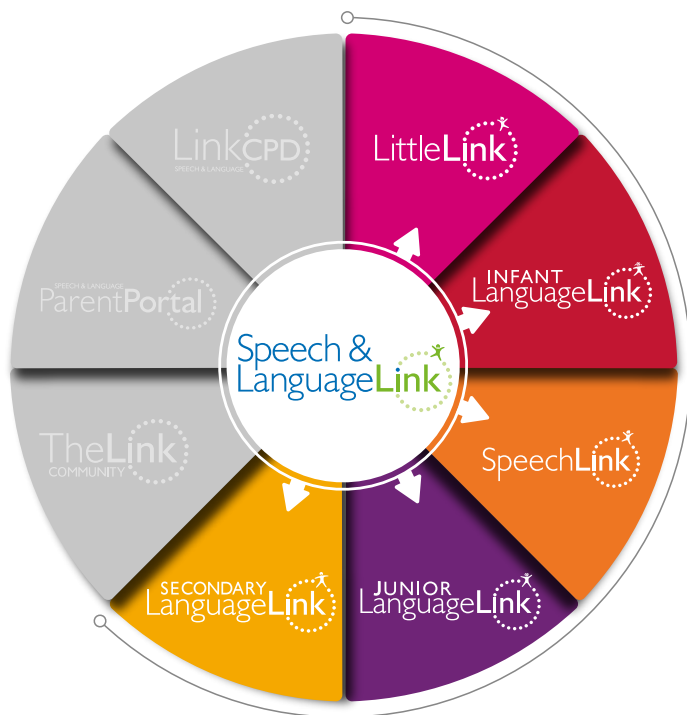 Speech &
LanguageLink
LittleLink
INFANT
LanguageLink
SpeechLink
JUNIOR
LanguageLink
SECONDARY
LanguageLink
TheLink
COMMUNITY
SPEECH & LANGUAGE
ParentPortal
LinkCPD
SPEECH & LANGUAGE